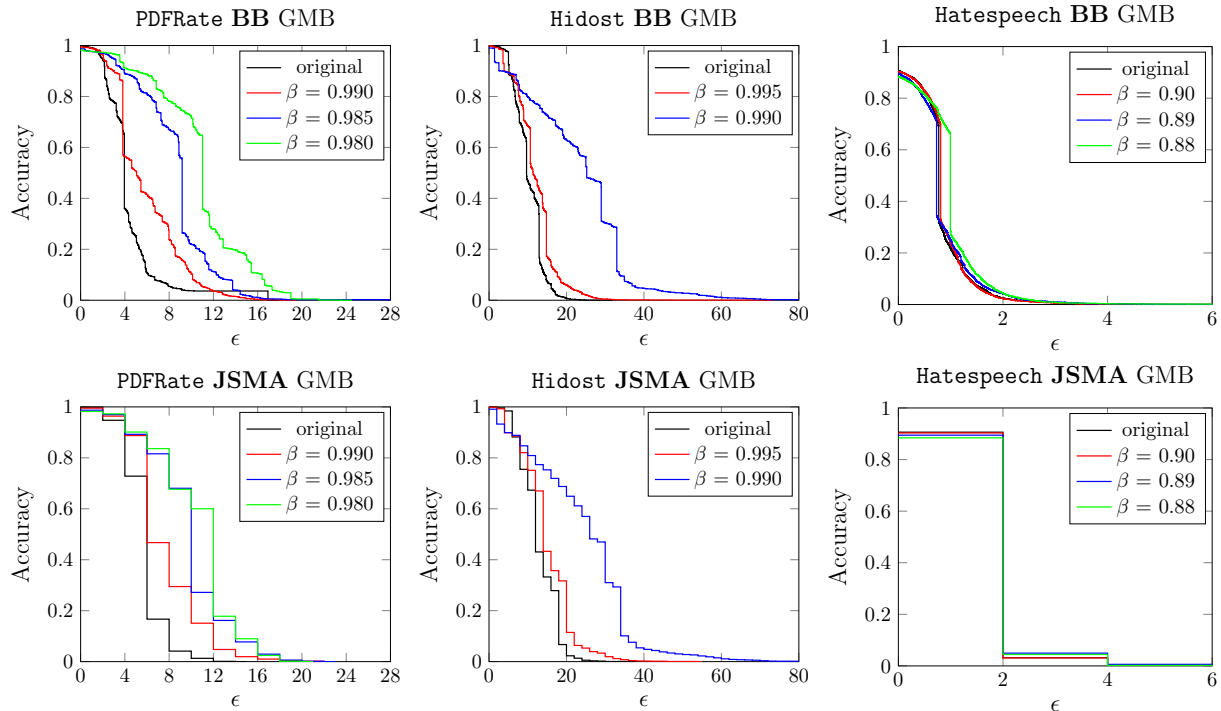 PDFRate BB GMB
1
0.8
0.6
0.4
0.2
0
Accuracy
0 4 8 12 16 20 24 28
ϵ
original
β = 0.990
β = 0.985
β = 0.980
Hidost BB GMB
1
0.8
0.6
0.4
0.2
0
Accuracy
0 20 40 60 80
ϵ
original
β = 0.995
β = 0.990
Hatespeech BB GMB
1
0.8
0.6
0.4
0.2
0
Accuracy
0 2 4 6
ϵ
original
β = 0.90
β = 0.89
β = 0.88
PDFRate JSMA GMB
1
0.8
0.6
0.4
0.2
0
Accuracy
0 4 8 12 16 20 24 28
ϵ
original
β = 0.990
β = 0.985
β = 0.980
Hidost JSMA GMB
1
0.8
0.6
0.4
0.2
0
Accuracy
0 20 40 60 80
ϵ
original
β = 0.995
β = 0.990
Hatespeech JSMA GMB
1
0.8
0.6
0.4
0.2
0
Accuracy
0 2 4 6
ϵ
original
β = 0.90
β = 0.89
β = 0.88